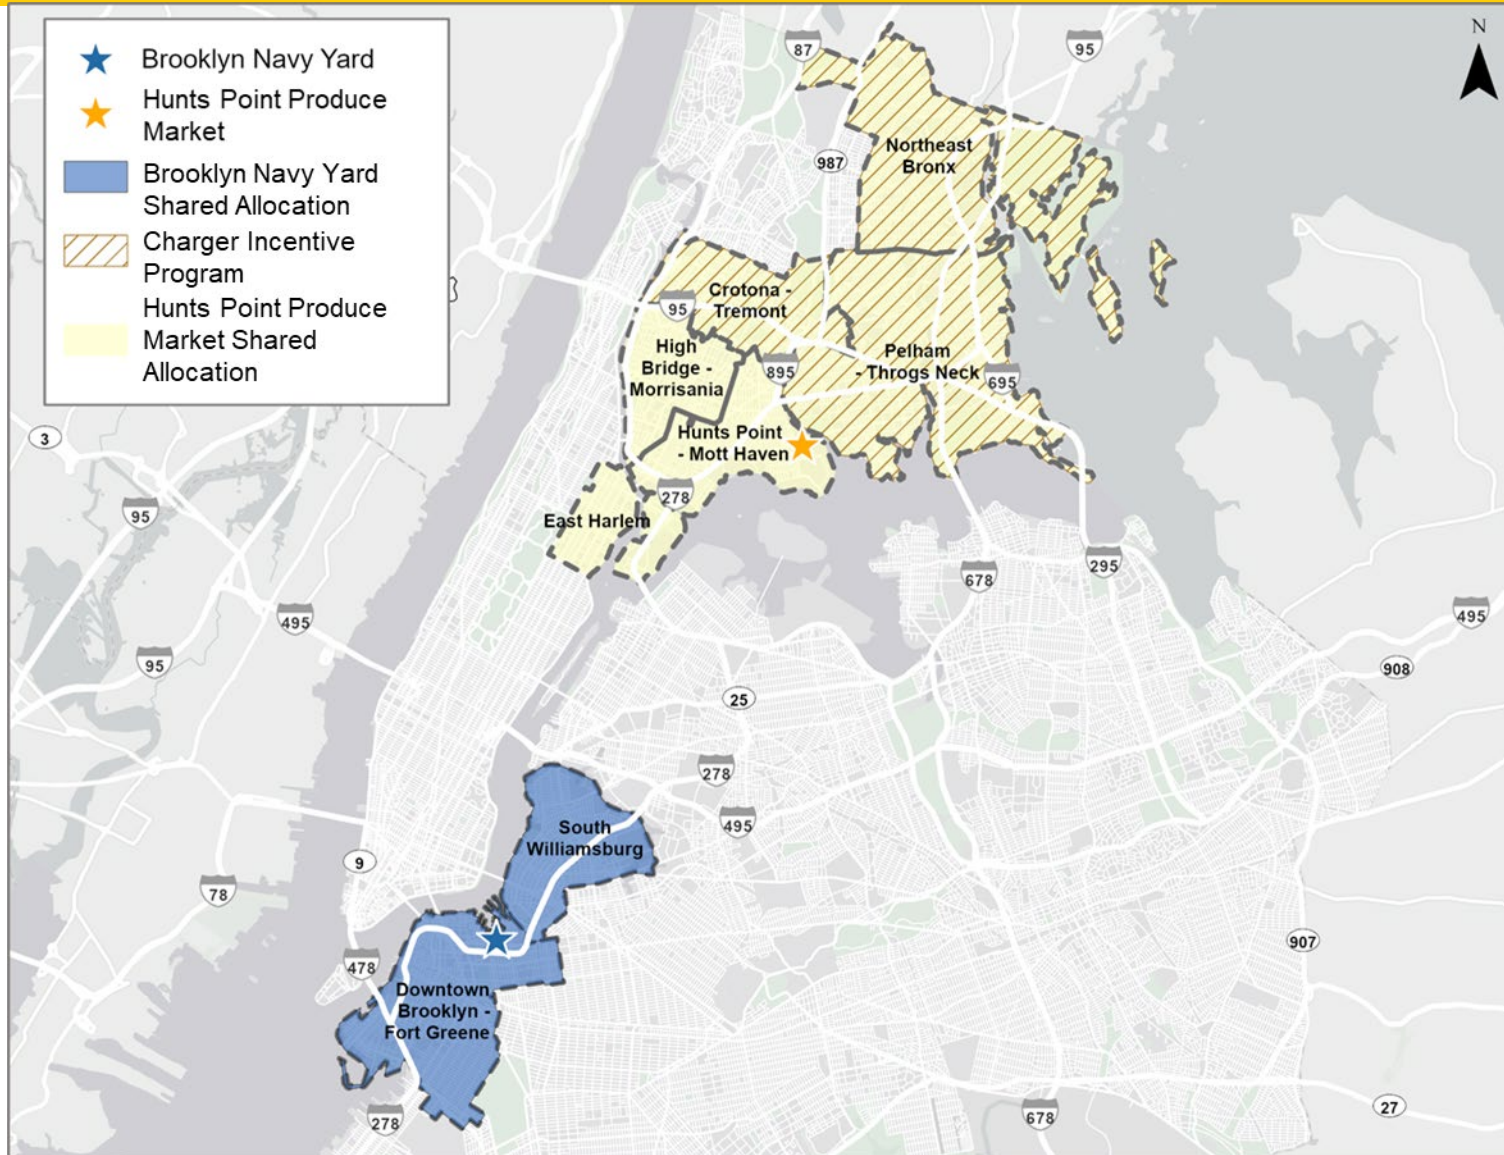 Brooklyn Navy Yard
Hunts Point Produce
Market
Brooklyn Navy Yard
Shared Allocation
Charger Incentive
Program
Hunts Point Produce
Market Shared
Allocation
N
87
95
987
Northeast
Bronx
Crotona -
Tremont
95
High
Bridge -
Morrisania
895
Pelham
- Throgs Neck
695
Hunts Point
- Mott Haven
278
East Harlem
3
95
495
95
678
295
495
908
25
278
495
South
Williamsburg
9
78
478
907
Downtown
Brooklyn -
Fort Greene
278
678
27